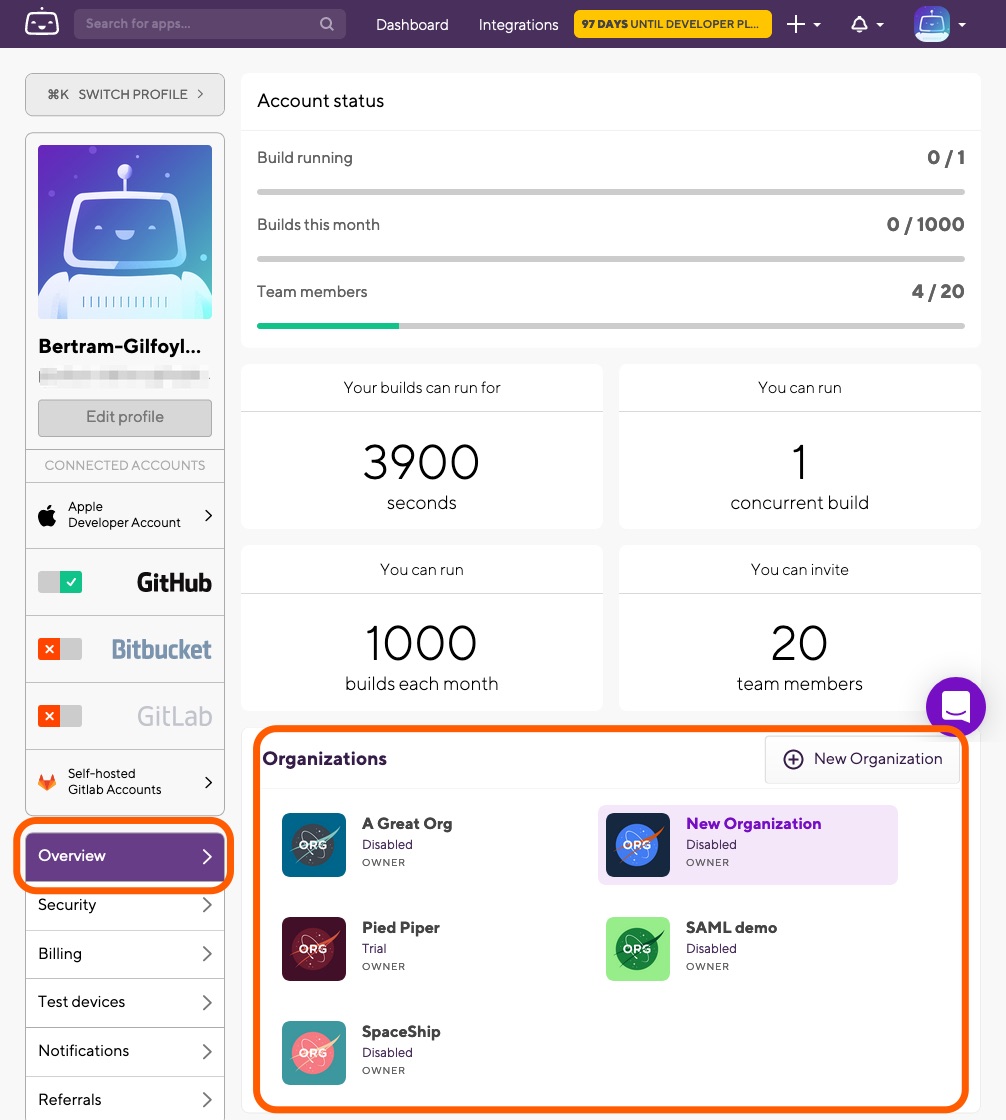 Search for apps...
Dashboard
Integrations
97 DAYS UNTIL DEVELOPER PL...
⌘K SWITCH PROFILE
Bertram-Gilfoyl...
Edit profile
CONNECTED ACCOUNTS
Apple
Developer Account
GitHub
Bitbucket
GitLab
Self-hosted
Gitlab Accounts
Overview
Security
Billing
Test devices
Notifications
Referrals
Account status
Build running
0 / 1
Builds this month
0 / 1000
Team members
4 / 20
Your builds can run for
3900
seconds
You can run
1
concurrent build
You can run
1000
builds each month
You can invite
20
team members
Organizations
New Organization
ORG
A Great Org
Disabled
OWNER
ORG
New Organization
Disabled
OWNER
ORG
Pied Piper
Trial
OWNER
ORG
SAML demo
Disabled
OWNER
ORG
SpaceShip
Disabled
OWNER